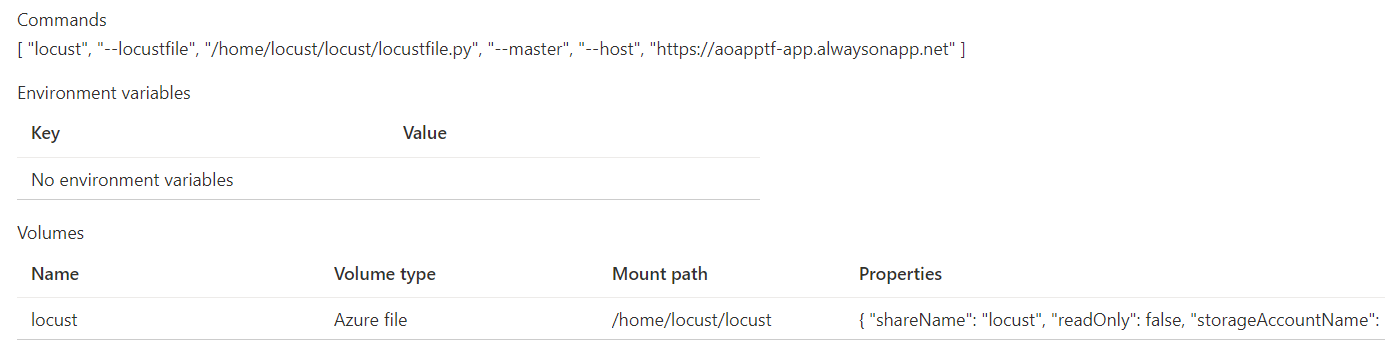 Commands
[ "locust", "--locustfile", "/home/locust/locust/locustfile.py", "--master", "--host", "https://aoapptf-app.alwaysonapp.net" ]
Environment variables
Key Value
No environment variables
Volumes
Name Volume type Mount path Properties
locust Azure file /home/locust/locust { "shareName": "locust", "readOnly": false, "storageAccountName":